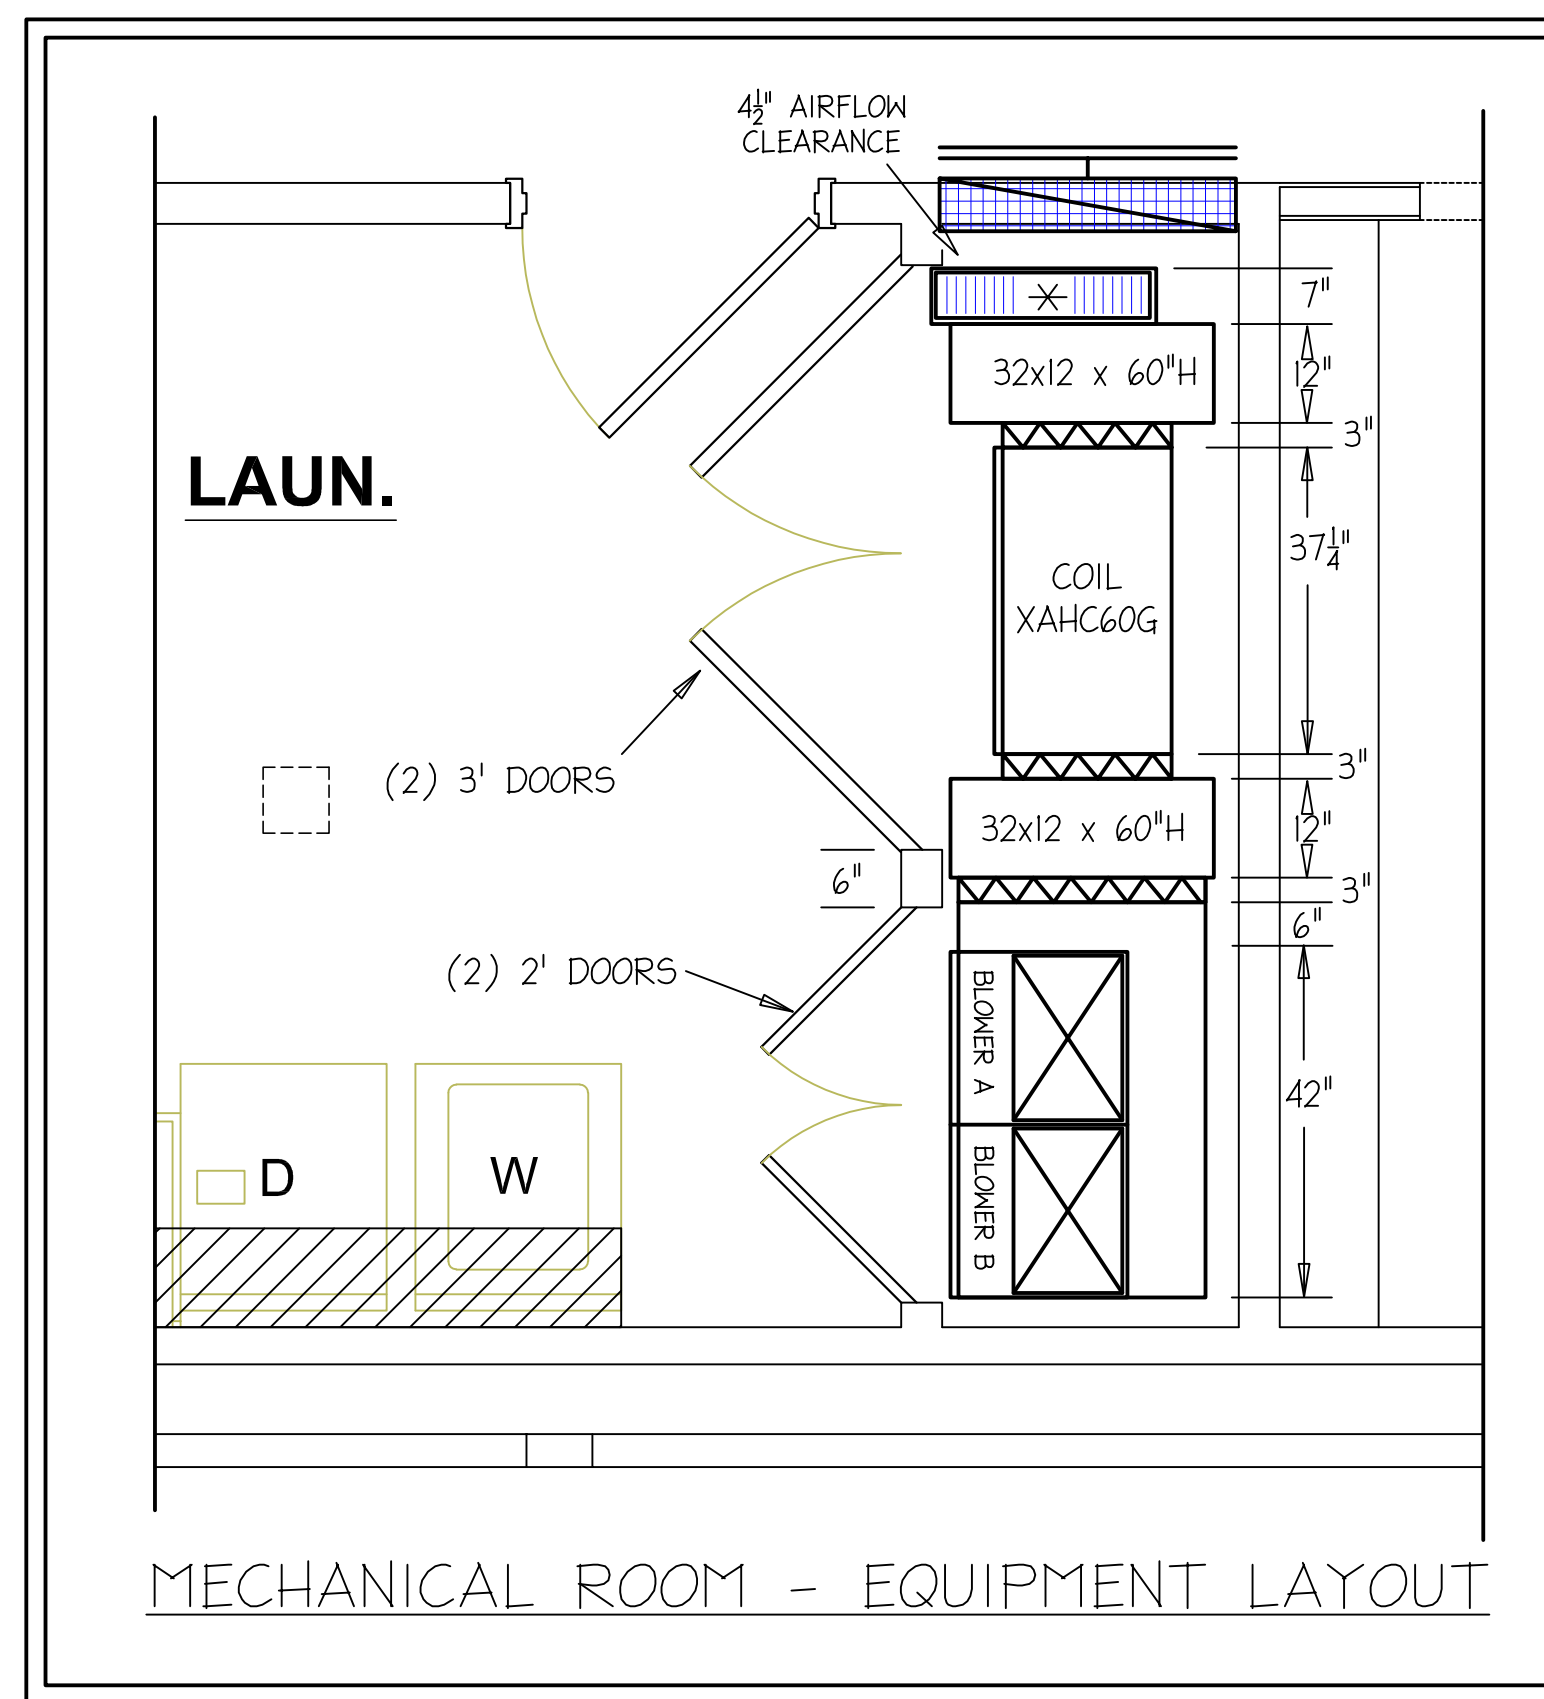 4½" AIRFLOW
CLEARANCE
7"
32x12 x 60"H
12"
3"
LAUN.
37¼"
COIL
XAHC60G
(2) 3' DOORS
3"
32x12 x 60"H
12"
6"
3"
6"
(2) 2' DOORS
BLOWER A
42"
BLOWER B
D
W
MECHANICAL ROOM - EQUIPMENT LAYOUT